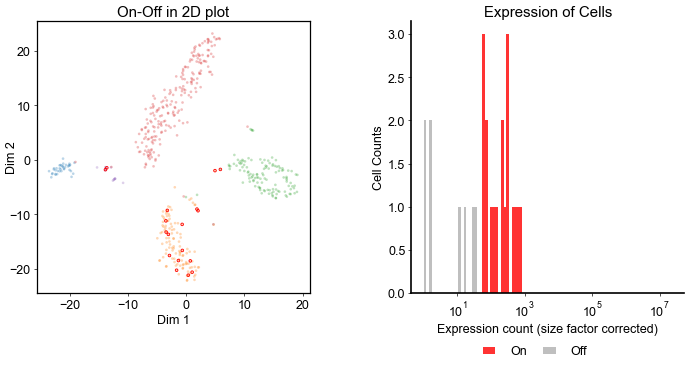 On-Off in 2D plot
Dim 2
20
10
0
−10
−20
−20
−10
0
10
20
Dim 1
Expression of Cells
Cell Counts
3.0
2.5
2.0
1.5
1.0
0.5
0.0
10^1
10^3
10^5
10^7
Expression count (size factor corrected)
On
Off